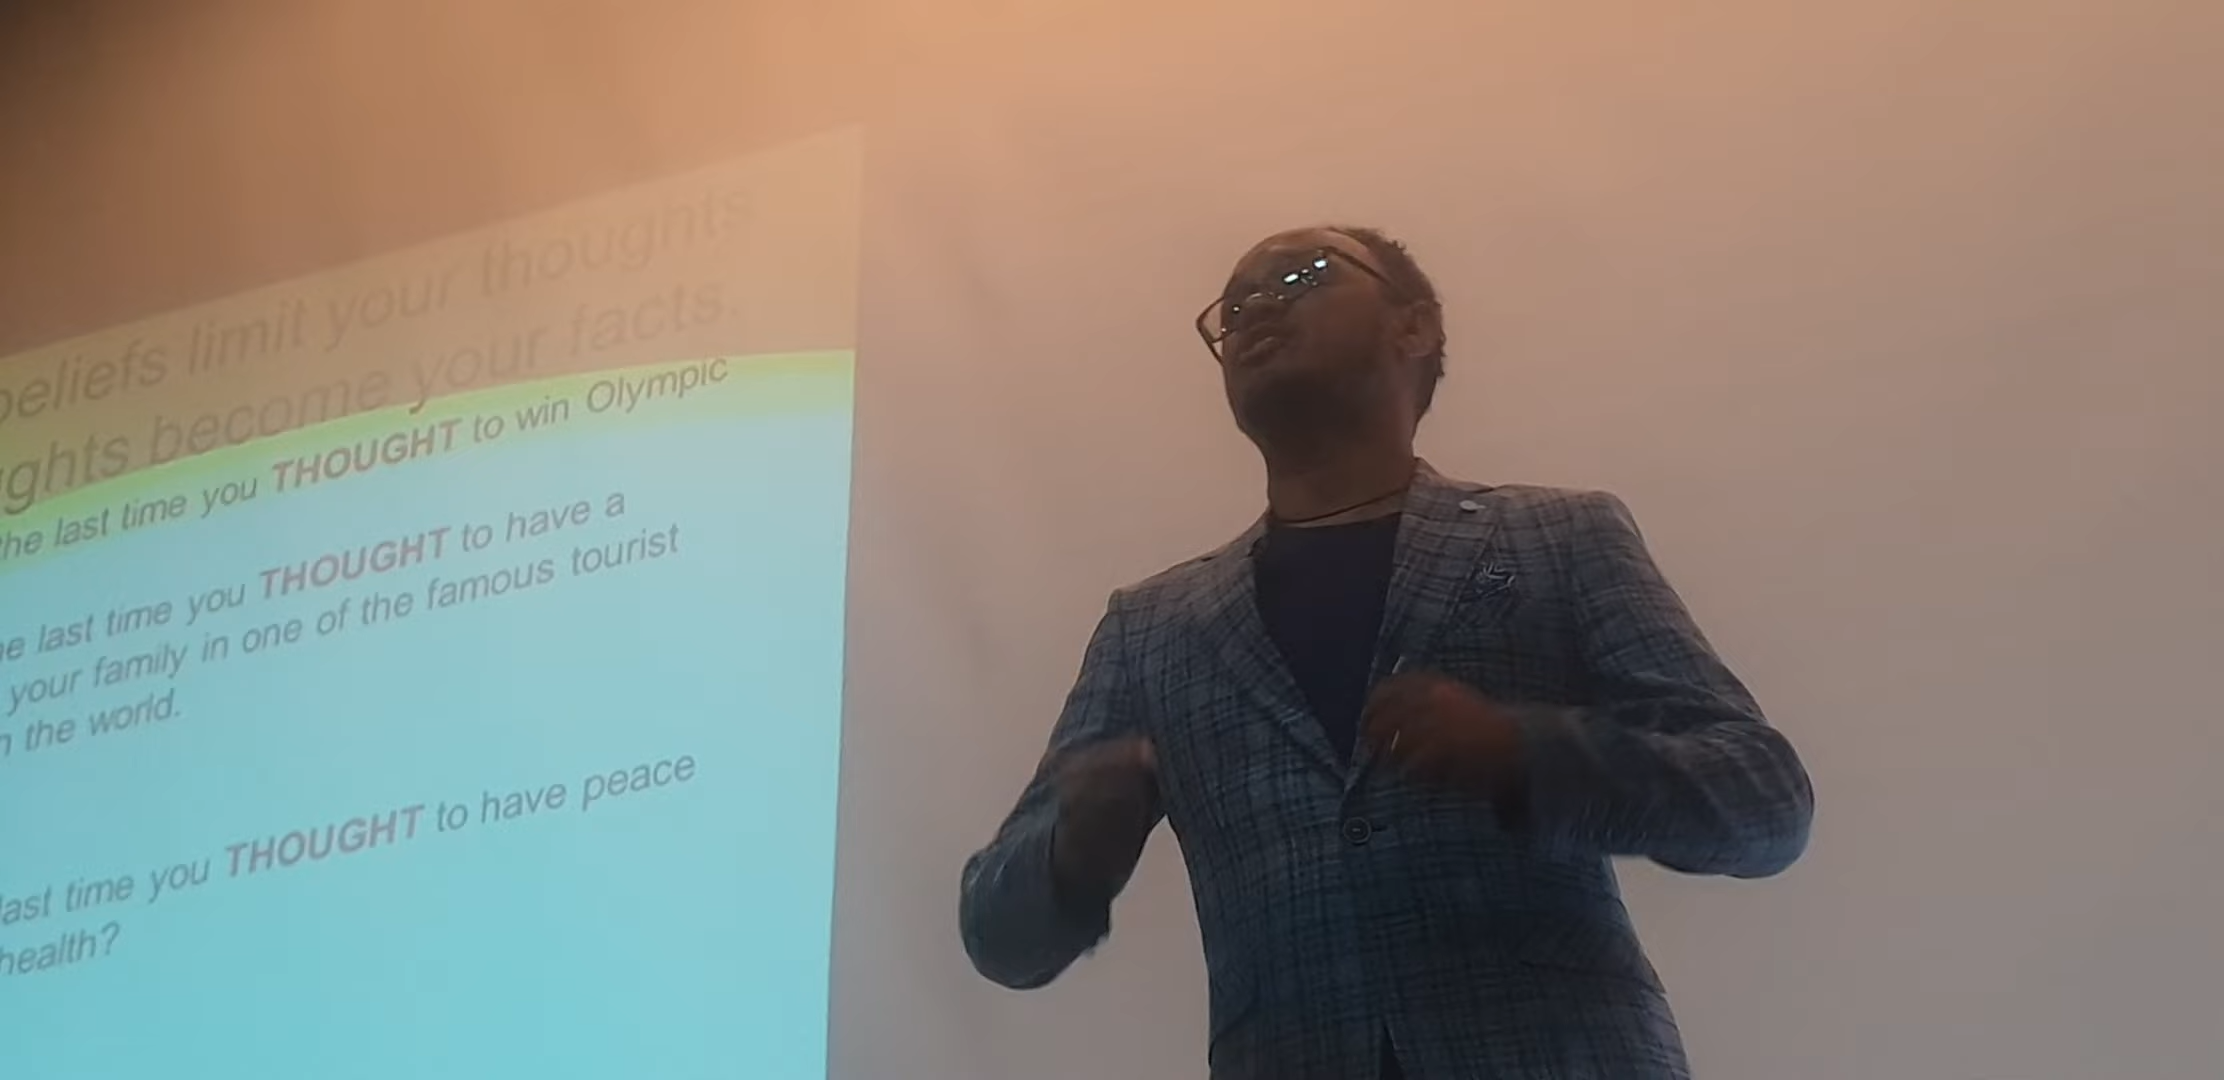 beliefs limit your thoughts
ghts become your facts.
the last time you THOUGHT to win Olympic
he last time you THOUGHT to have a
your family in one of the famous tourist
n the world.
last time you THOUGHT to have peace
health?